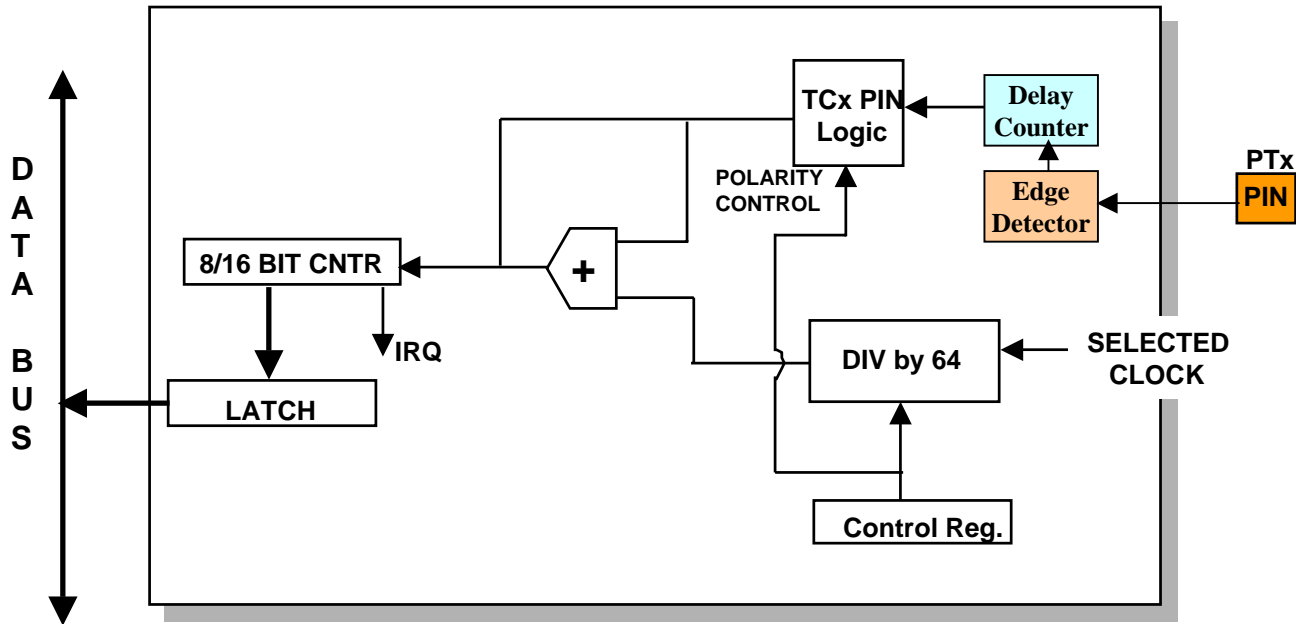 D
A
T
A
B
U
S
TCx PIN
Logic
Delay
Counter
PTx
PIN
Edge
Detector
POLARITY
CONTROL
8/16 BIT CNTR
+
IRQ
DIV by 64
SELECTED
CLOCK
LATCH
Control Reg.